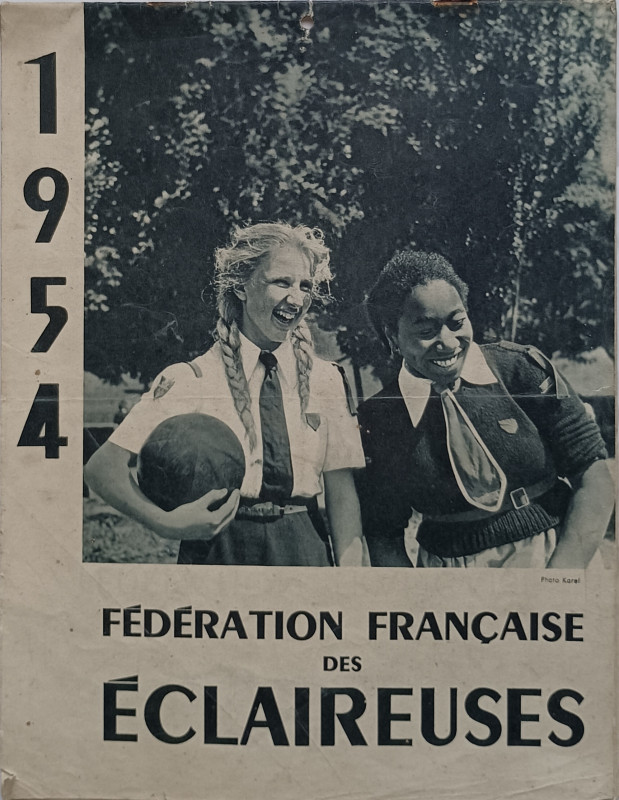 1954
Photo Karel
FÉDÉRATION FRANÇAISE
DES
ÉCLAIREUSES